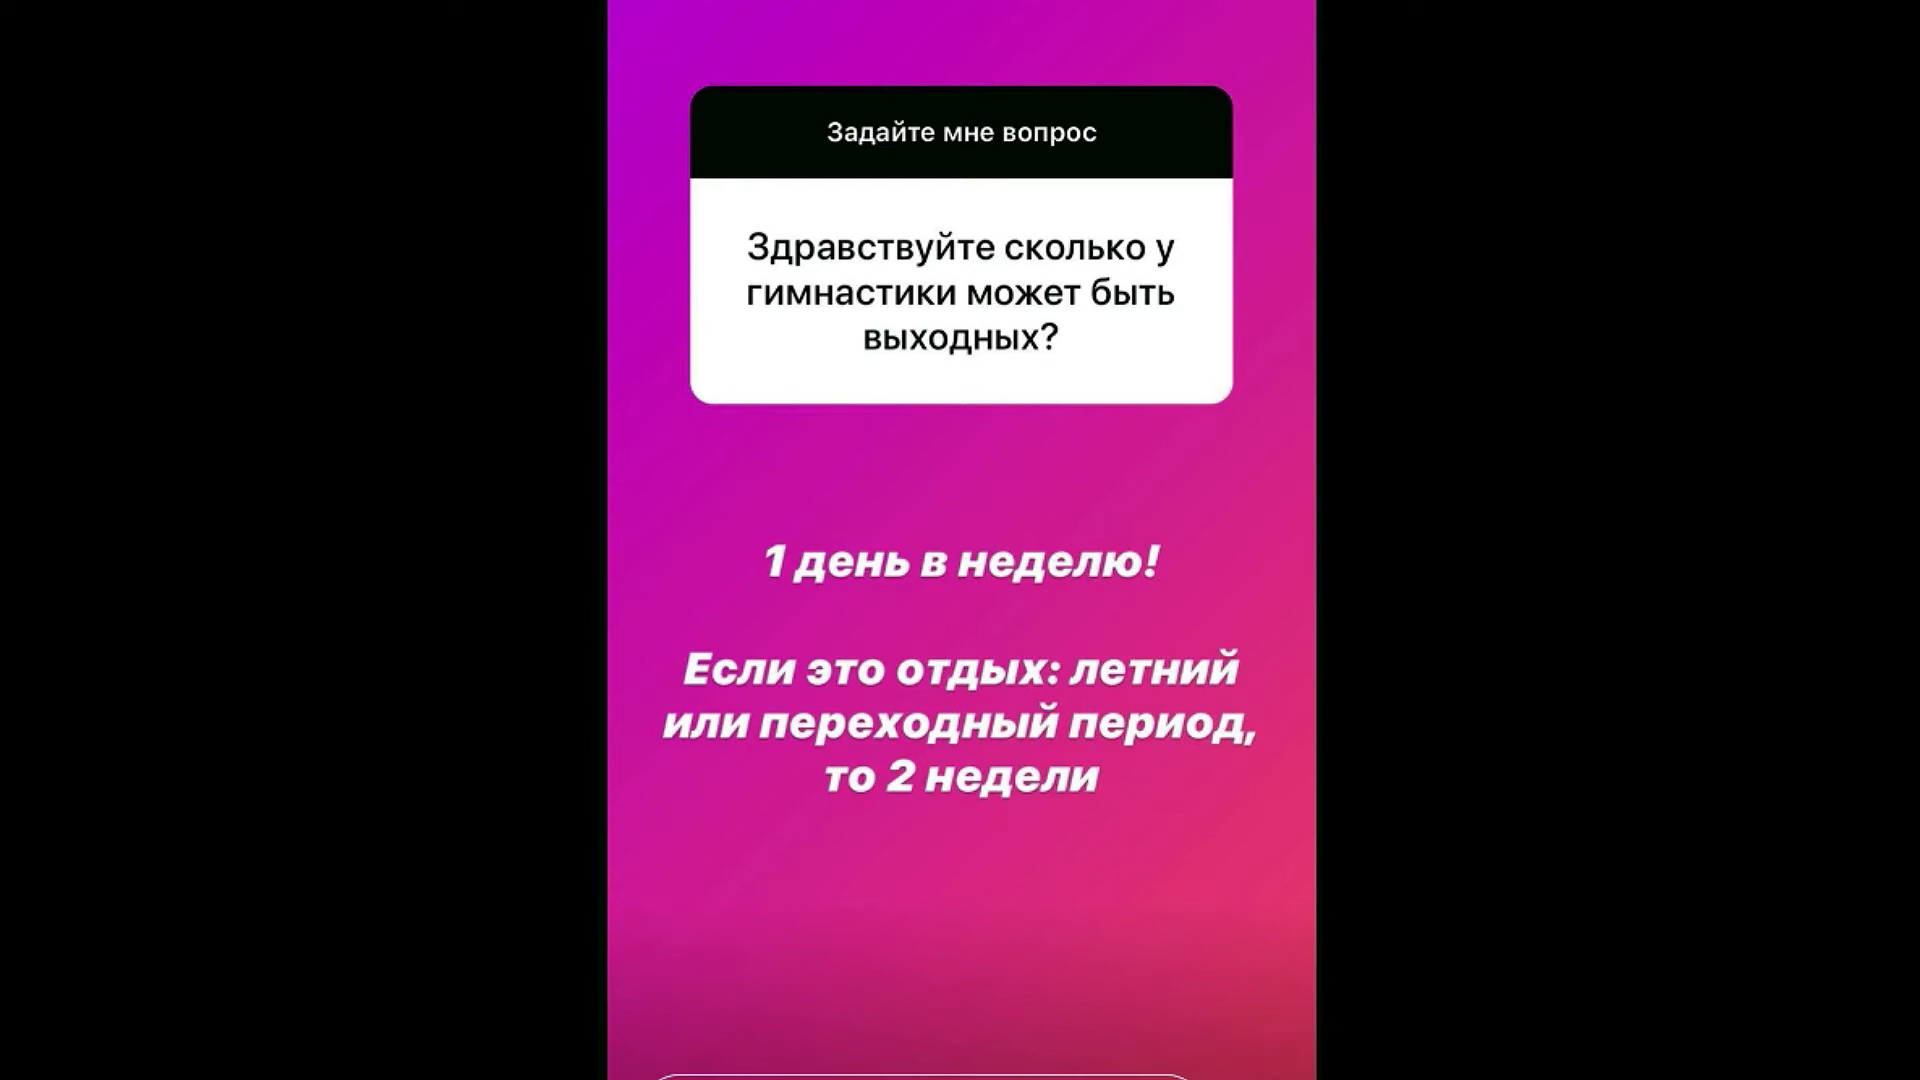 Задайте мне вопрос
Здравствуйте сколько у
гимнастики может быть
выходных?
1 день в неделю!
Если это отдых: летний
или переходный период,
то 2 недели